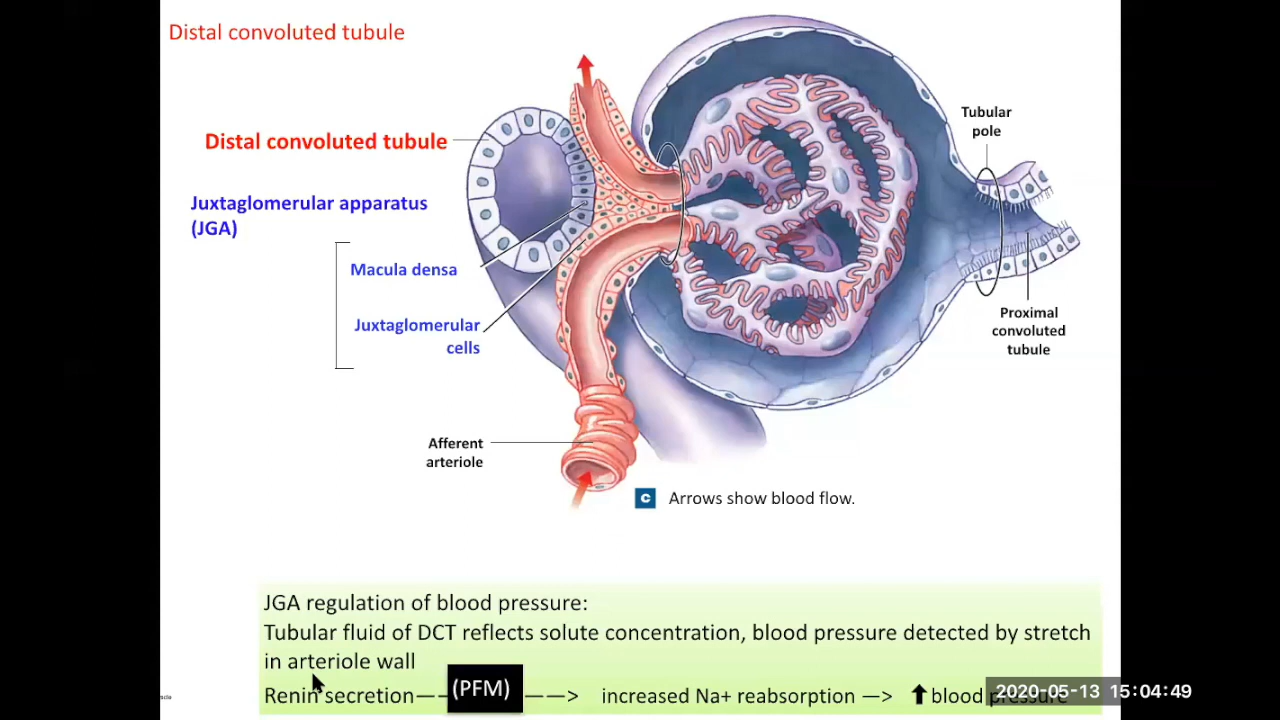 Distal convoluted tubule
Distal convoluted tubule
Juxtaglomerular apparatus
(JGA)
Macula densa
Juxtaglomerular
cells
Afferent
arteriole
Tubular
pole
Proximal
convoluted
tubule
C Arrows show blood flow.
JGA regulation of blood pressure:
Tubular fluid of DCT reflects solute concentration, blood pressure detected by stretch
in arteriole wall
Renin secretion——(PFM)——> increased Na+ reabsorption —> ⬆blood pressure
2020-05-13 15:04:49